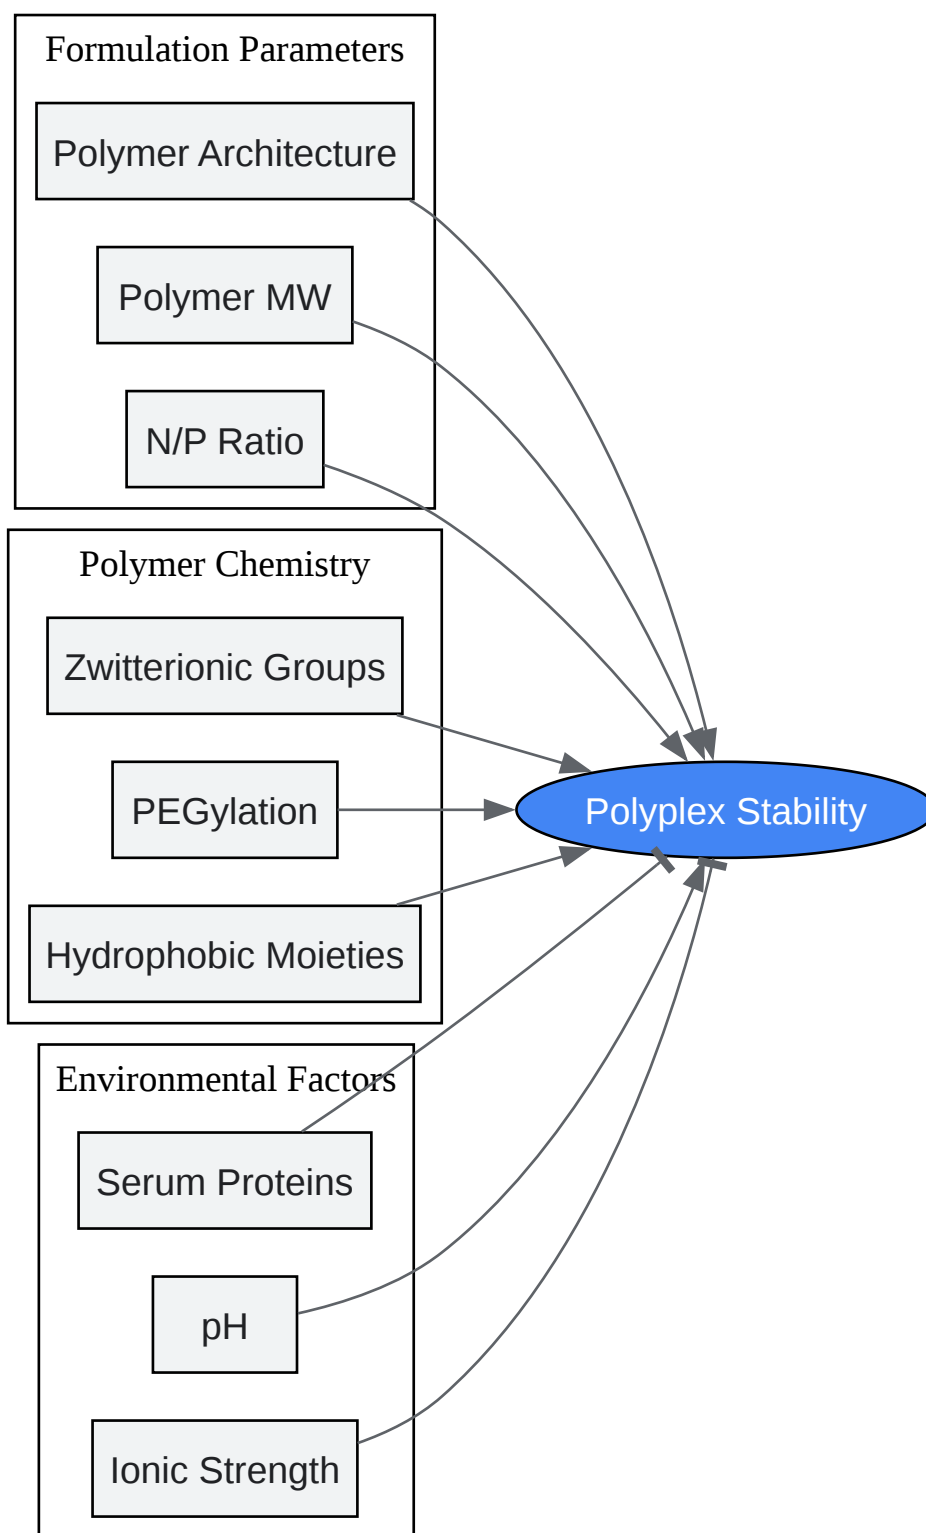 Formulation Parameters
Polymer Architecture
Polymer MW
N/P Ratio
Polymer Chemistry
Zwitterionic Groups
PEGylation
Hydrophobic Moieties
Polyplex Stability
Environmental Factors
Serum Proteins
pH
Ionic Strength